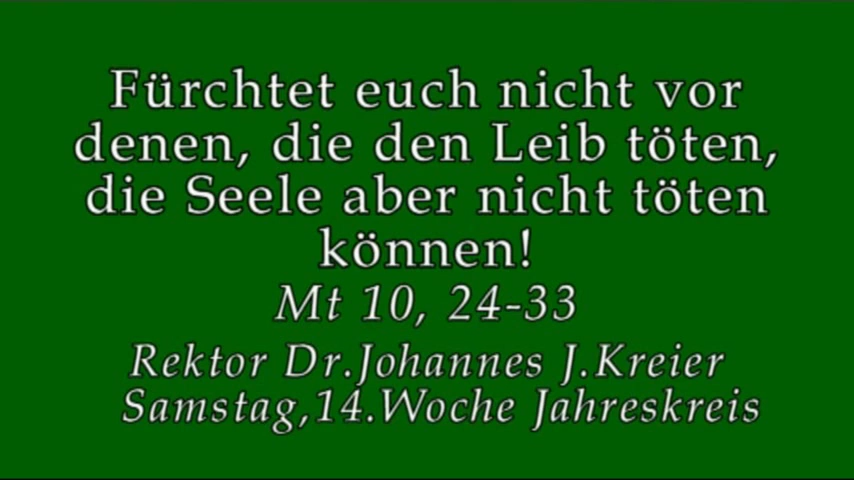 Fürchtet euch nicht vor
denen, die den Leib töten,
die Seele aber nicht töten
können!
Mt 10, 24-33
Rektor Dr.Johannes J.Kreier
Samstag,14.Woche Jahreskreis